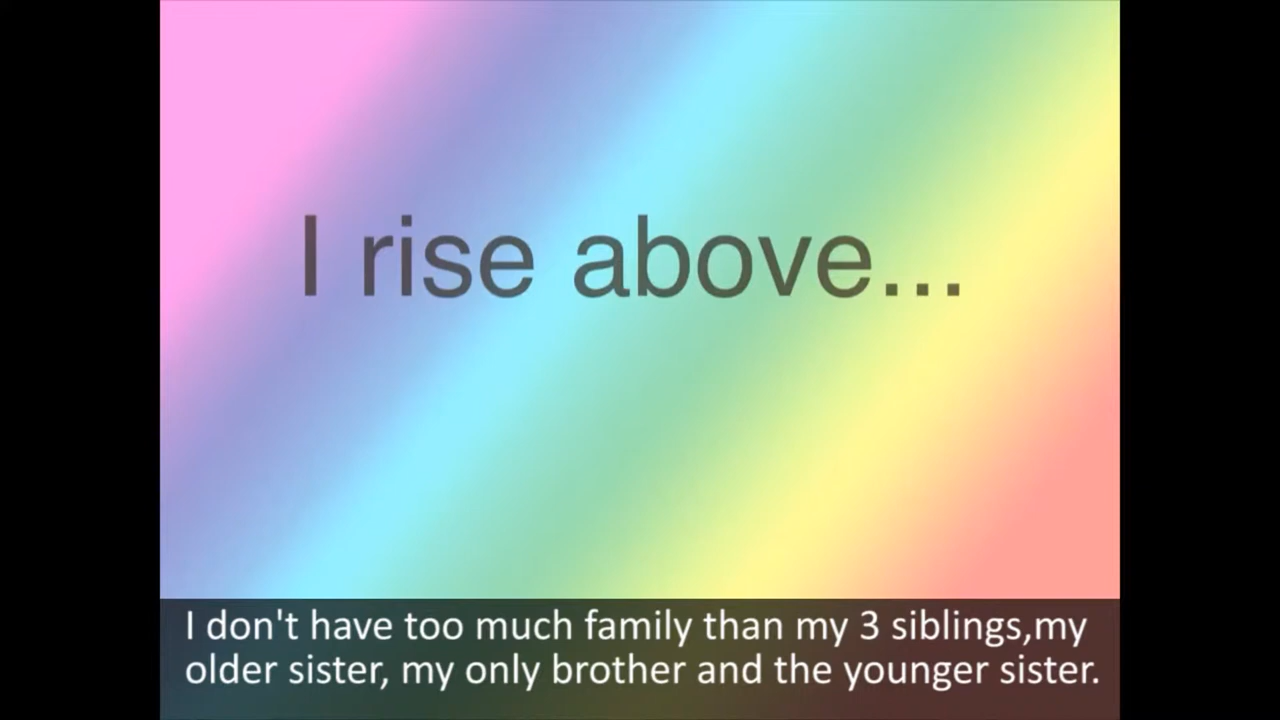 I rise above...
I don't have too much family than my 3 siblings,my
older sister, my only brother and the younger sister.